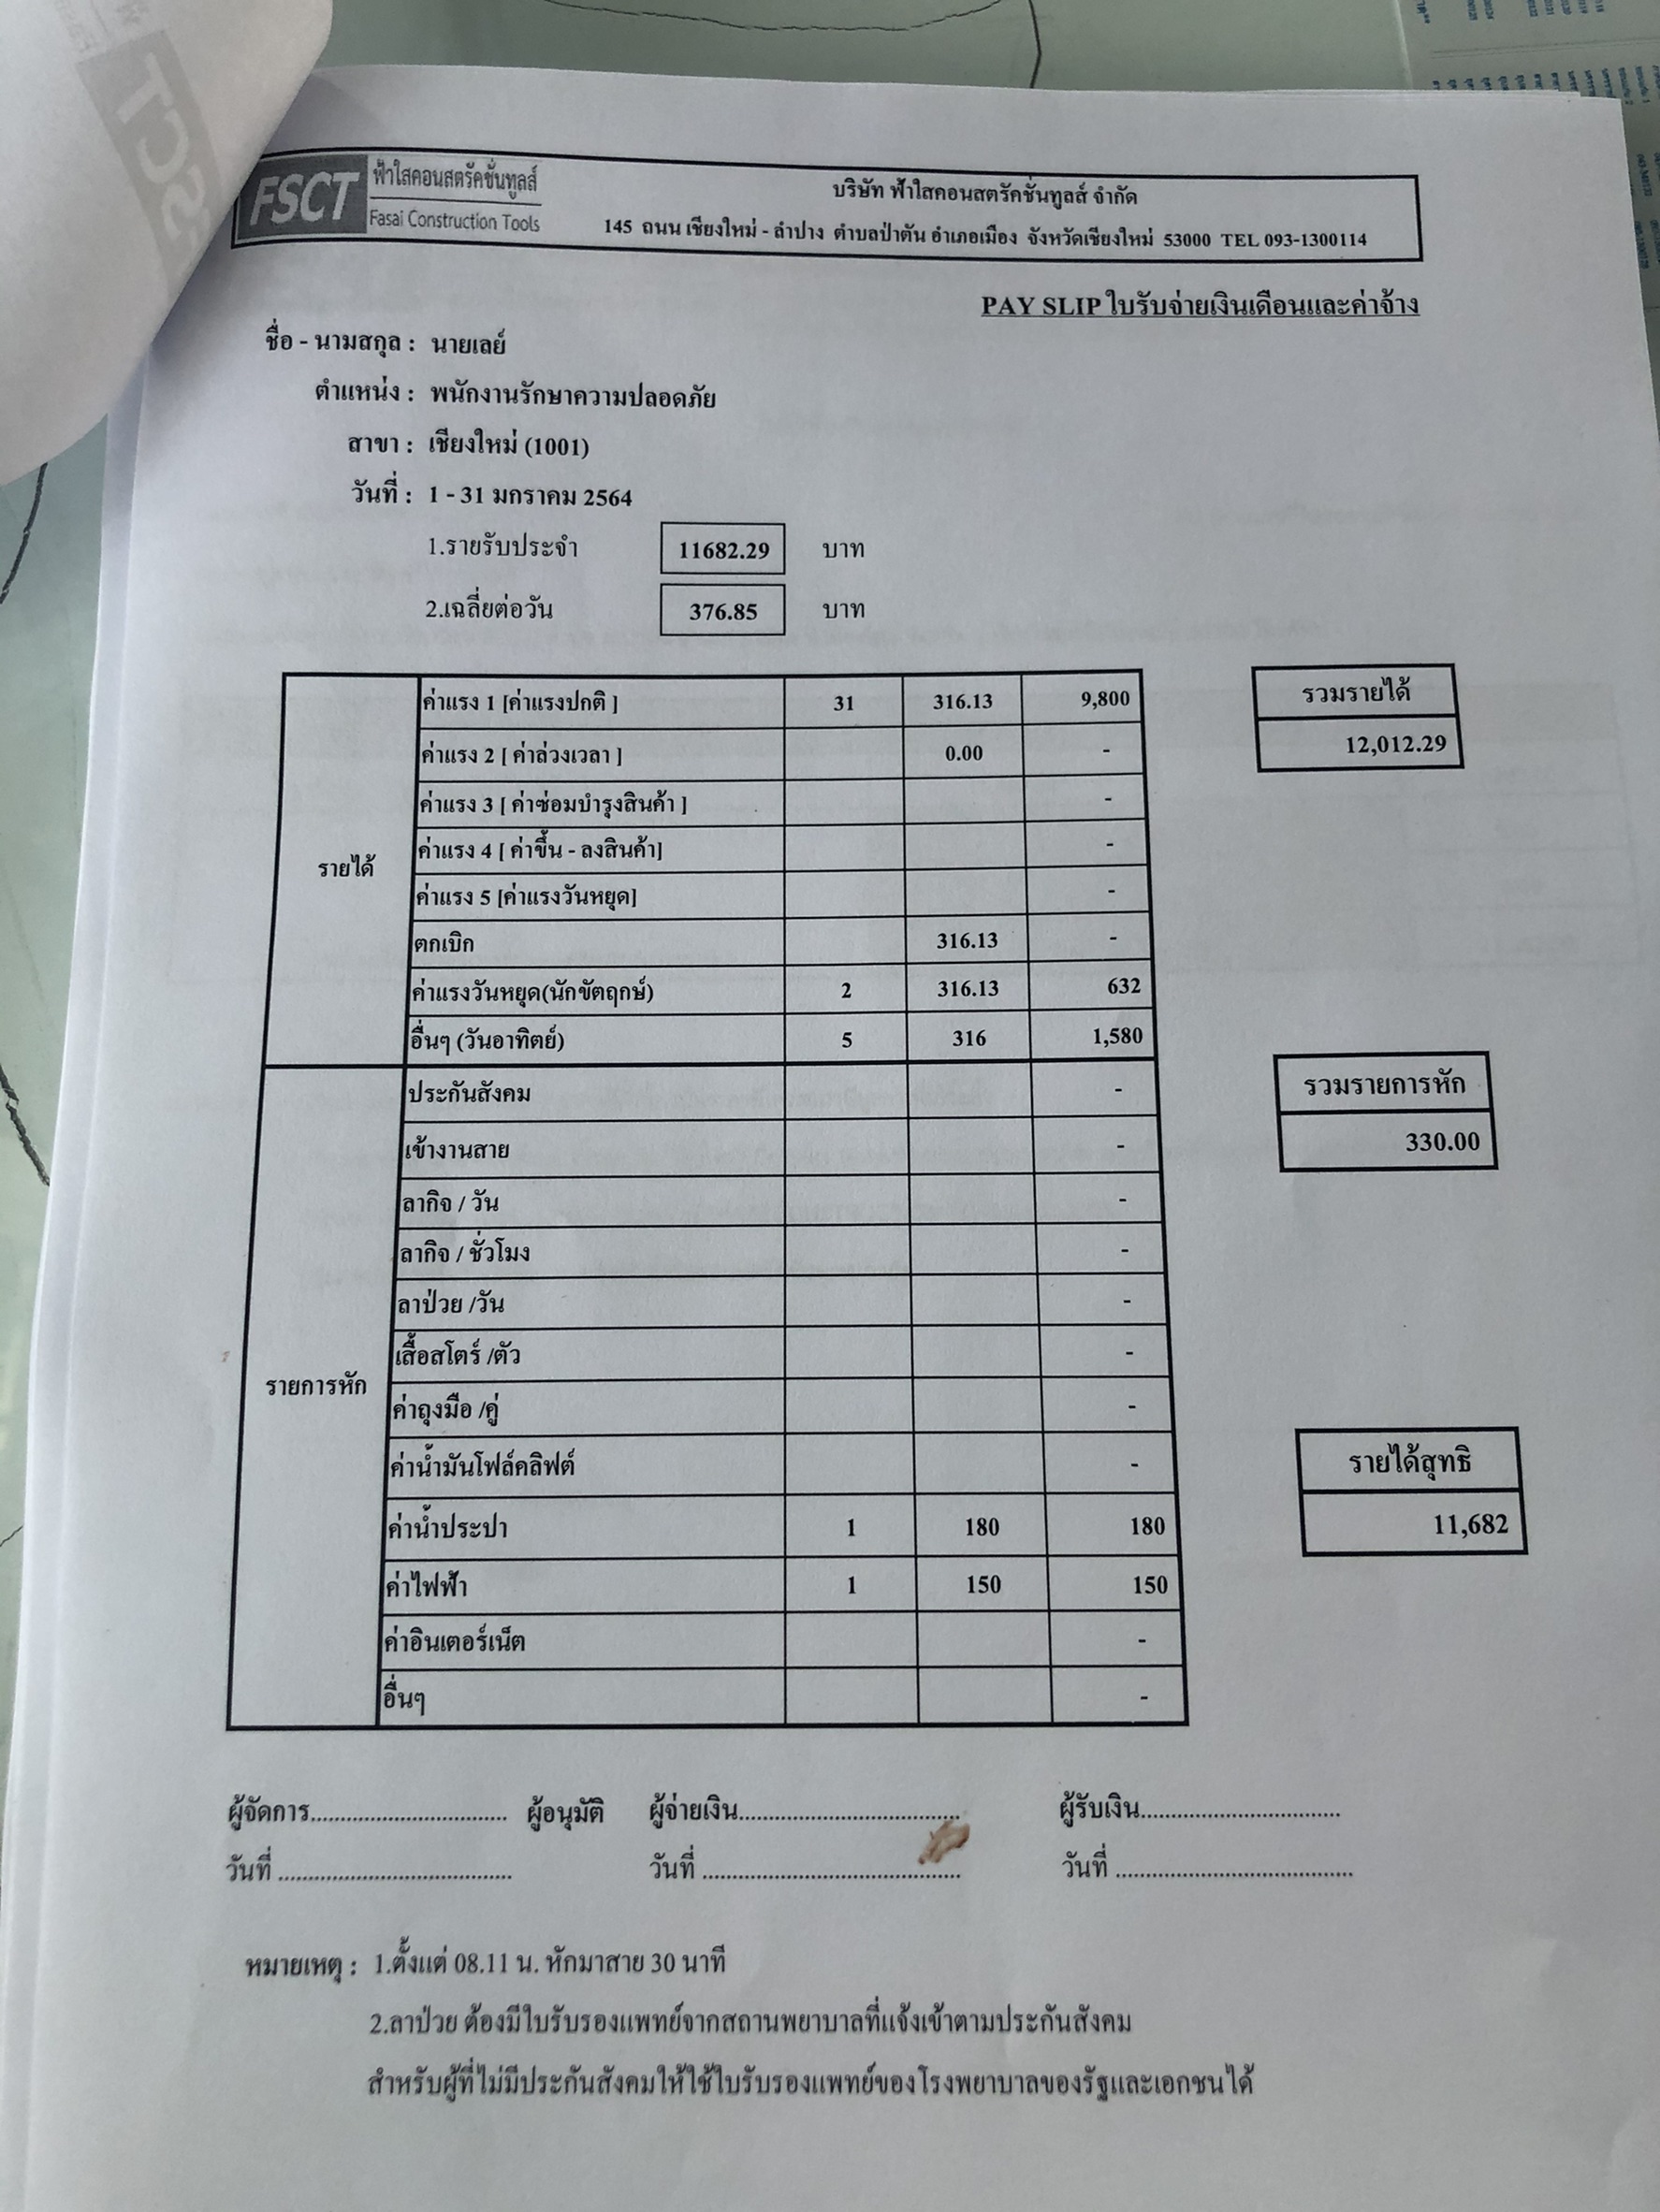 FSCT
ฟ้าใสคอนสตรัคชั่นทูลส์
Fasai Construction Tools
บริษัท ฟ้าใสคอนสตรัคชั่นทูลส์ จำกัด
145 ถนน เชียงใหม่ - ลำปาง ตำบลป่าตัน อำเภอเมือง จังหวัดเชียงใหม่ 53000 TEL 093-1300114
PAY SLIP ใบรับจ่ายเงินเดือนและค่าจ้าง
ชื่อ - นามสกุล : นายเลย์
ตำแหน่ง : พนักงานรักษาความปลอดภัย
สาขา : เชียงใหม่ (1001)
วันที่ : 1 - 31 มกราคม 2564
1.รายรับประจำ 11682.29 บาท
2.เฉลี่ยต่อวัน 376.85 บาท
รายได้
ค่าแรง 1 [ค่าแรงปกติ ] 31 316.13 9,800
ค่าแรง 2 [ ค่าล่วงเวลา ] 0.00 -
ค่าแรง 3 [ ค่าซ่อมบำรุงสินค้า ] -
ค่าแรง 4 [ ค่าขึ้น - ลงสินค้า] -
ค่าแรง 5 [ค่าแรงวันหยุด] -
ตกเบิก 316.13 -
ค่าแรงวันหยุด(นักขัตฤกษ์) 2 316.13 632
อื่นๆ (วันอาทิตย์) 5 316 1,580
รวมรายได้
12,012.29
รายการหัก
ประกันสังคม -
เข้างานสาย -
ลากิจ / วัน -
ลากิจ / ชั่วโมง -
ลาป่วย /วัน -
เสื้อสโตร์ /ตัว -
ค่าถุงมือ /คู่ -
ค่าน้ำมันโฟล์คลิฟต์ -
ค่าน้ำประปา 1 180 180
ค่าไฟฟ้า 1 150 150
ค่าอินเตอร์เน็ต -
อื่นๆ -
รวมรายการหัก
330.00
รายได้สุทธิ
11,682
ผู้จัดการ................................. ผู้อนุมัติ ผู้จ่ายเงิน..................................... ผู้รับเงิน.................................
วันที่ ....................................... วันที่ ........................................... วันที่ .......................................
หมายเหตุ : 1.ตั้งแต่ 08.11 น. หักมาสาย 30 นาที
2.ลาป่วย ต้องมีใบรับรองแพทย์จากสถานพยาบาลที่แจ้งเข้าตามประกันสังคม
สำหรับผู้ที่ไม่มีประกันสังคมให้ใช้ใบรับรองแพทย์ของโรงพยาบาลของรัฐและเอกชนได้